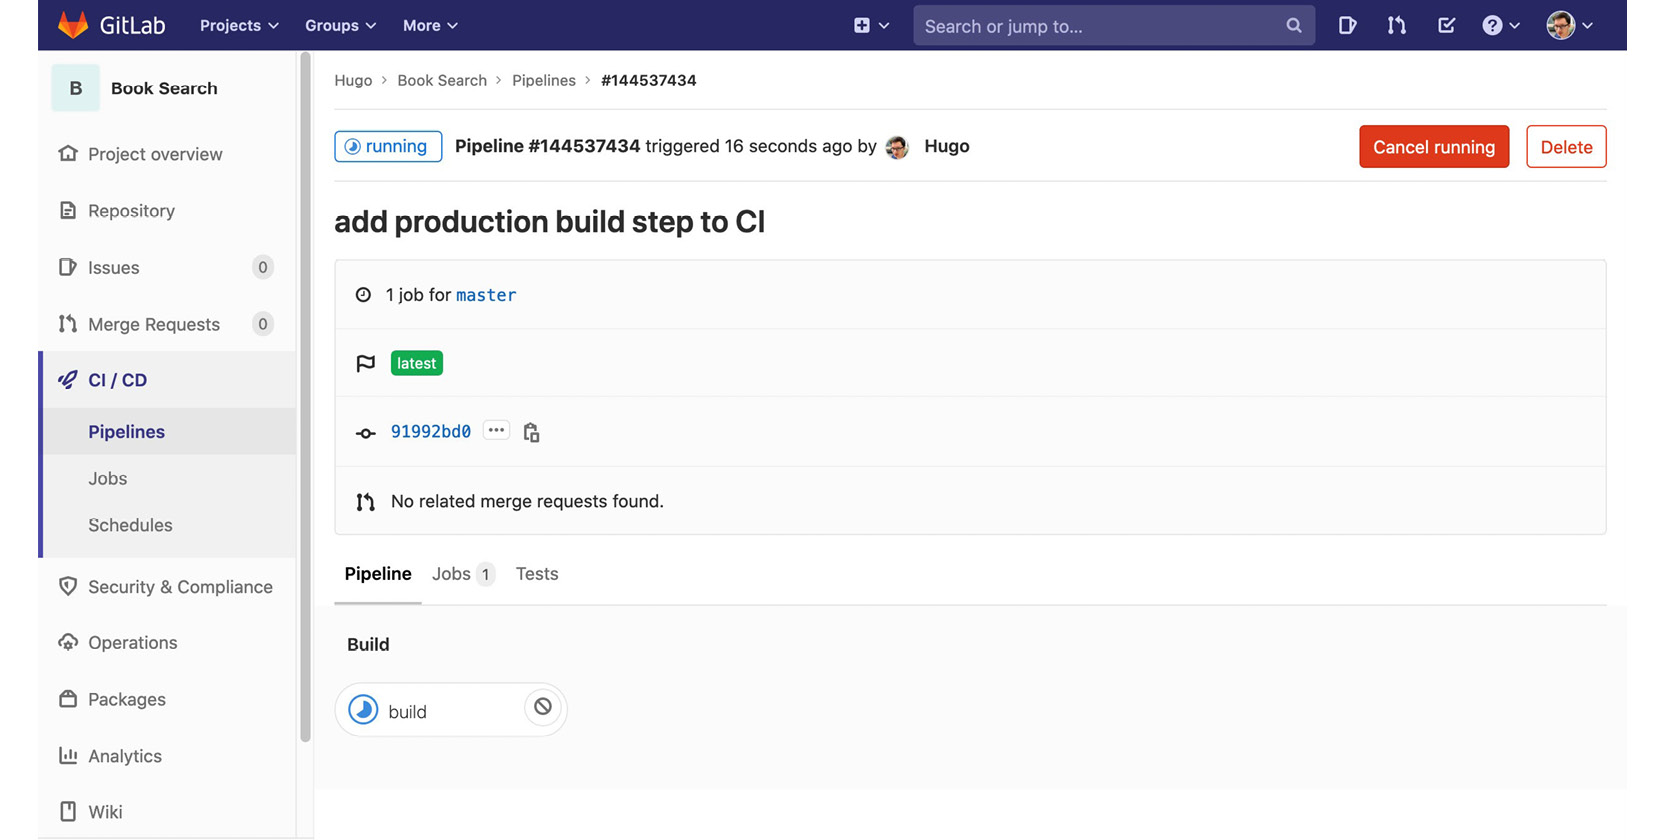 GitLab Projects Groups More Search or jump to...
B Book Search
Project overview
Repository
Issues 0
Merge Requests 0
CI / CD
Pipelines
Jobs
Schedules
Security & Compliance
Operations
Packages
Analytics
Wiki
Hugo > Book Search > Pipelines > #144537434
running Pipeline #144537434 triggered 16 seconds ago by Hugo Cancel running Delete
add production build step to CI
1 job for master
latest
91992bd0 ...
No related merge requests found.
Pipeline Jobs 1 Tests
Build
build